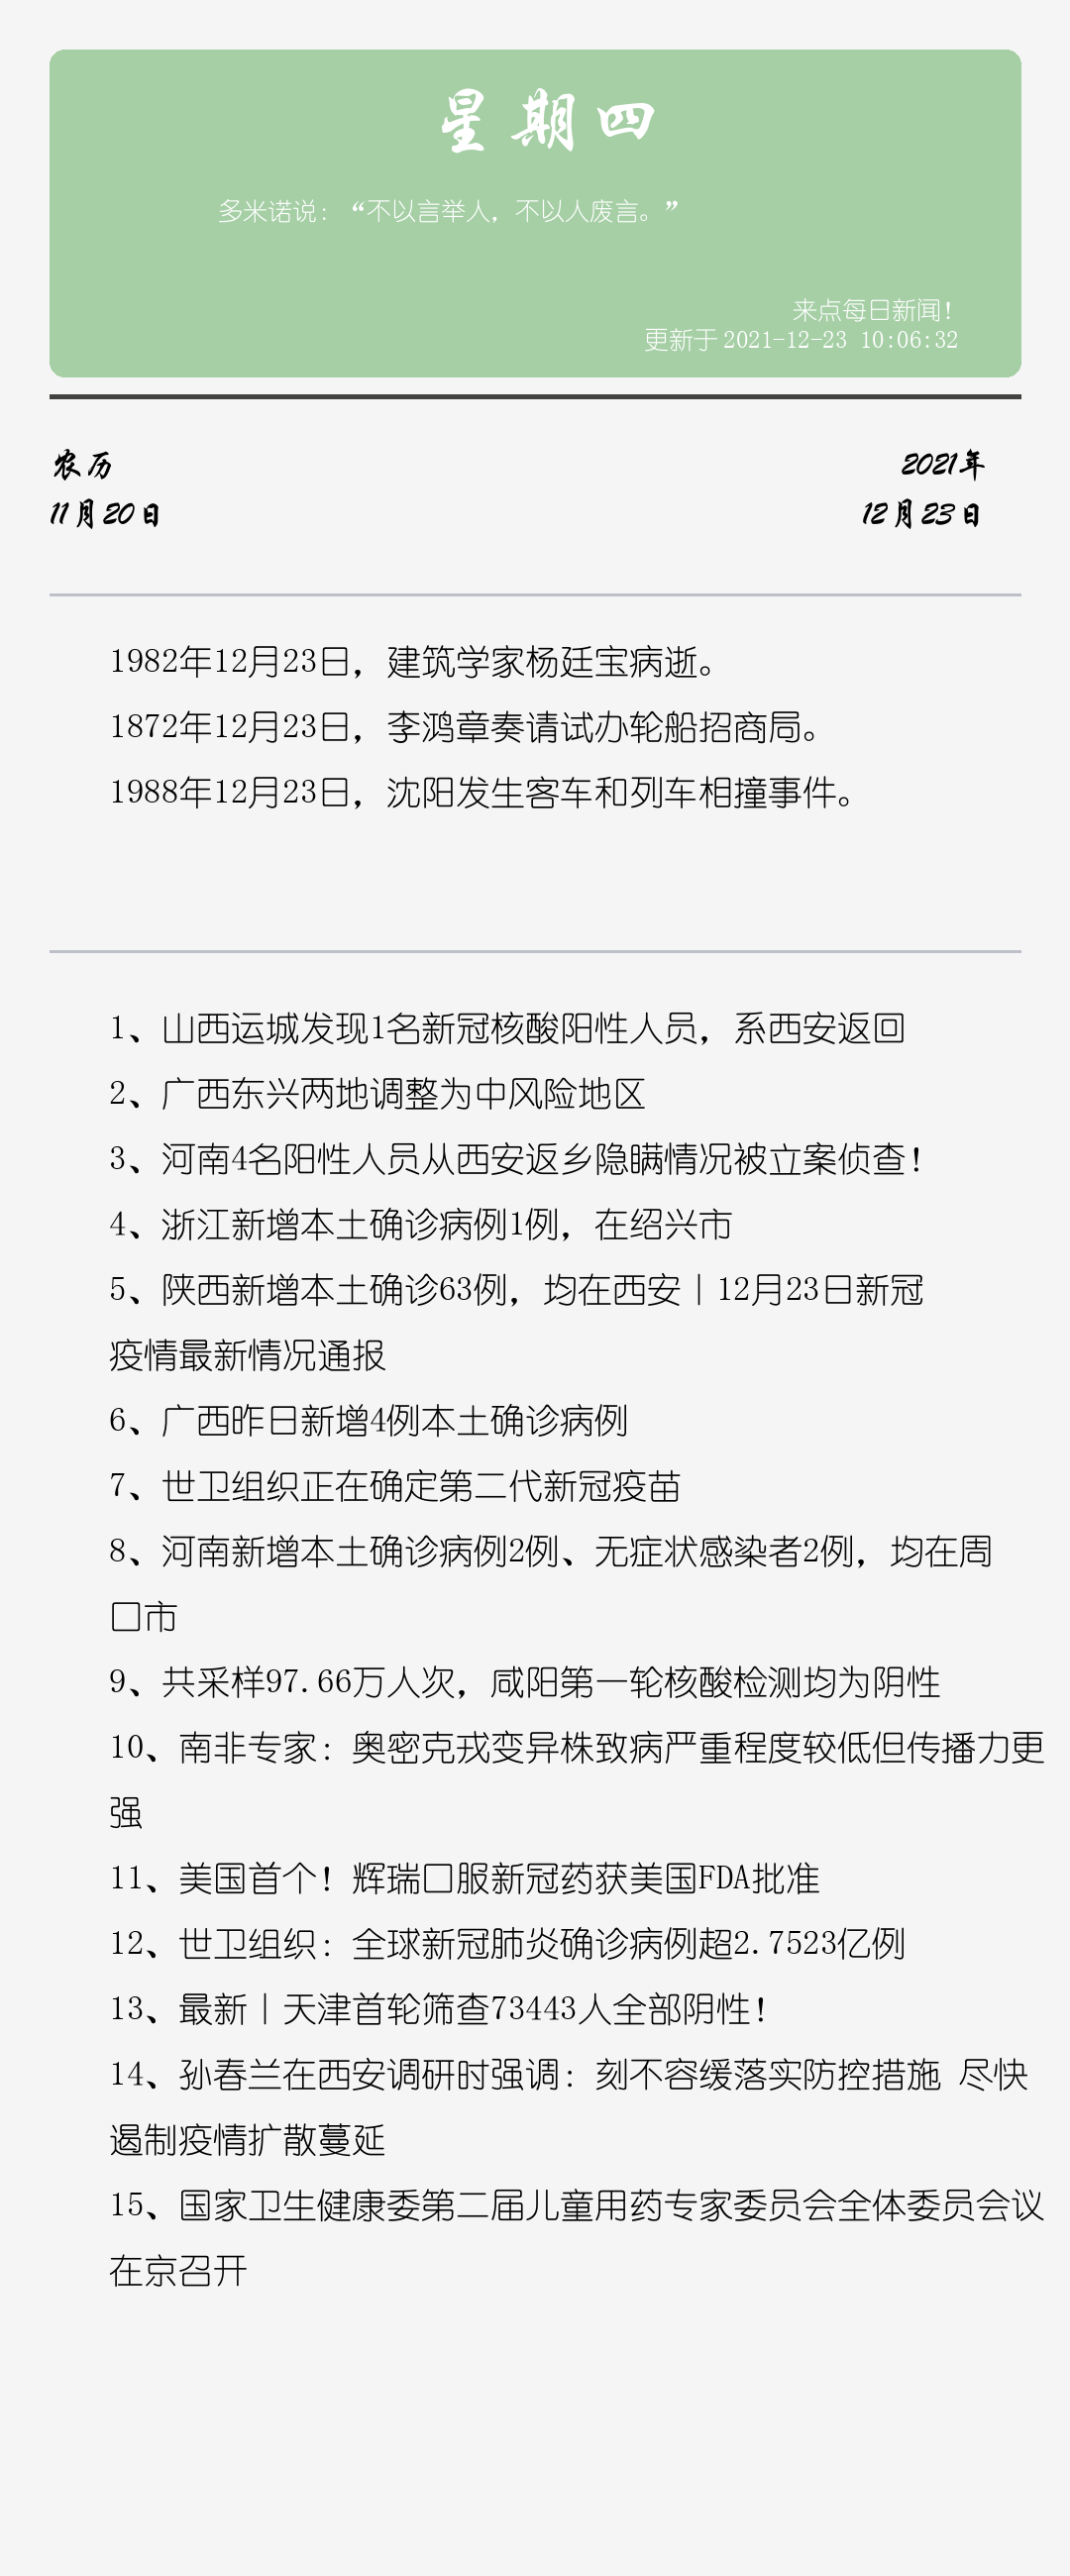 星期四
多米诺说：“不以言举人，不以人废言。”
来点每日新闻！
更新于 2021-12-23 10:06:32
农历
2021年
11月20日
12月23日
1982年12月23日，建筑学家杨廷宝病逝。
1872年12月23日，李鸿章奏请试办轮船招商局。
1988年12月23日，沈阳发生客车和列车相撞事件。
1、山西运城发现1名新冠核酸阳性人员，系西安返回
2、广西东兴两地调整为中风险地区
3、河南4名阳性人员从西安返乡隐瞒情况被立案侦查！
4、浙江新增本土确诊病例1例，在绍兴市
5、陕西新增本土确诊63例，均在西安｜12月23日新冠
疫情最新情况通报
6、广西昨日新增4例本土确诊病例
7、世卫组织正在确定第二代新冠疫苗
8、河南新增本土确诊病例2例、无症状感染者2例，均在周
口市
9、共采样97.66万人次，咸阳第一轮核酸检测均为阴性
10、南非专家：奥密克戎变异株致病严重程度较低但传播力更
强
11、美国首个！辉瑞口服新冠药获美国FDA批准
12、世卫组织：全球新冠肺炎确诊病例超2.7523亿例
13、最新｜天津首轮筛查73443人全部阴性！
14、孙春兰在西安调研时强调：刻不容缓落实防控措施 尽快
遏制疫情扩散蔓延
15、国家卫生健康委第二届儿童用药专家委员会全体委员会议
在京召开